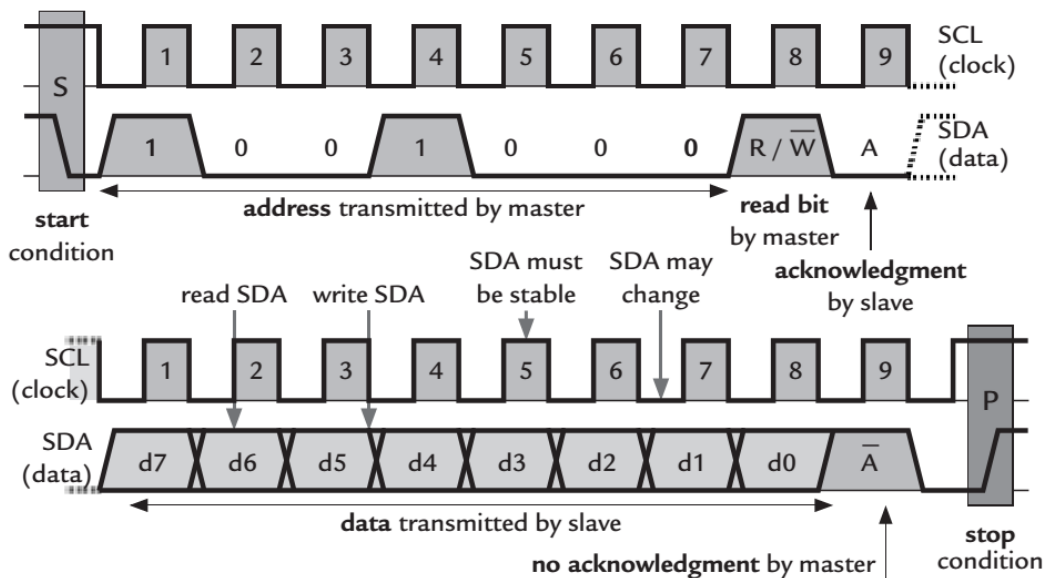 1 2 3 4 5 6 7 8 9
SCL
(clock)
S
1 0 0 1 0 0 0 R / W̅ A
SDA
(data)
start
condition
address transmitted by master
read bit
by master
acknowledgment
by slave
read SDA
write SDA
SDA must
be stable
SDA may
change
SCL
(clock)
1 2 3 4 5 6 7 8 9
P
SDA
(data)
d7 d6 d5 d4 d3 d2 d1 d0 A̅
data transmitted by slave
stop
condition
no acknowledgment by master